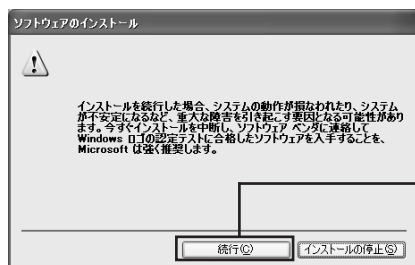 ソフトウェアのインストール
インストールを続行した場合、システムの動作が損なわれたり、システム
が不安定になるなど、重大な障害を引き起こす要因となる可能性があり
ます。今すぐインストールを中断し、ソフトウェア ベンダに連絡して
Windows ロゴの認定テストに合格したソフトウェアを入手することを、
Microsoft は強く推奨します。
続行(C)
インストールの停止(S)